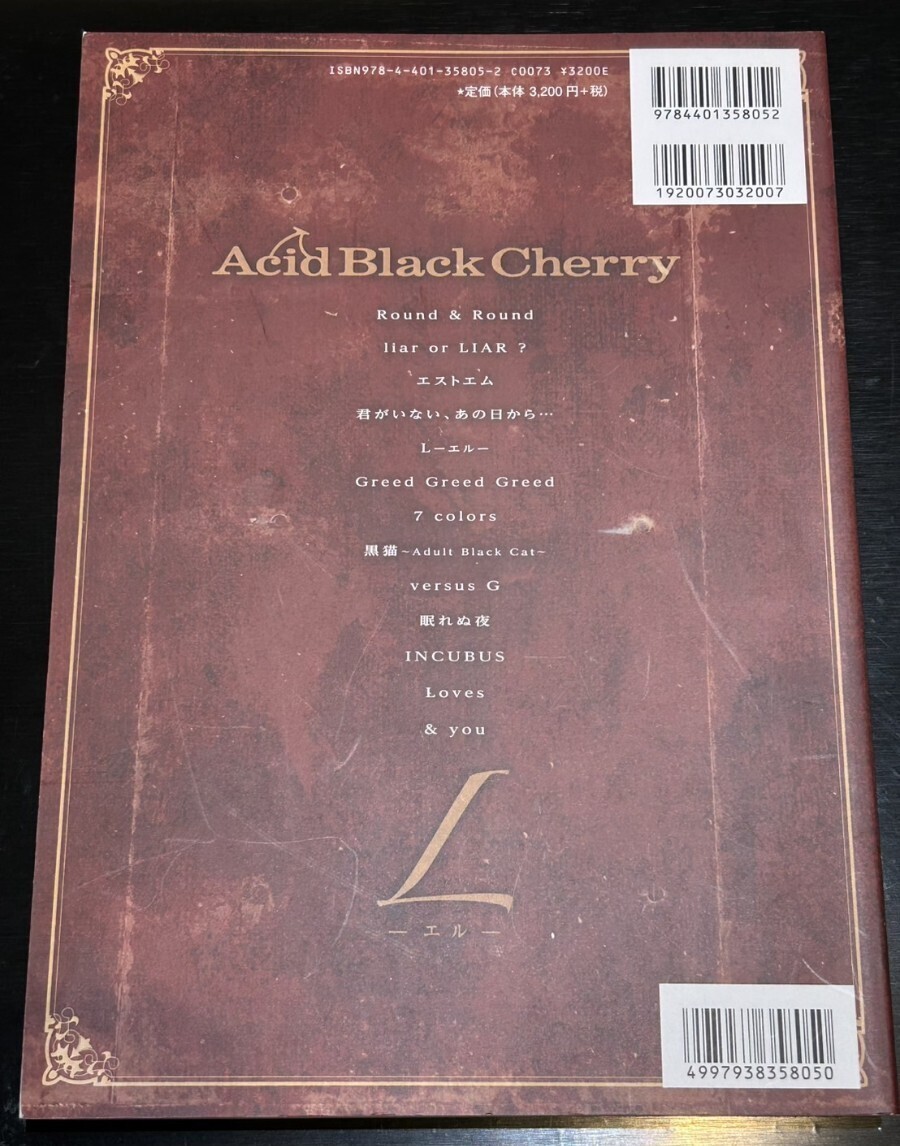 ISBN978-4-401-35805-2 C0073 ¥3200E
★定価(本体 3,200 円+税)
9784401358052
1920073032007
Acid Black Cherry
Round & Round
liar or LIAR ?
エストエム
君がいない、あの日から…
L－エル－
Greed Greed Greed
7 colors
黒猫~Adult Black Cat~
versus G
眠れぬ夜
INCUBUS
Loves
& you
L
－エル－
4997938358050